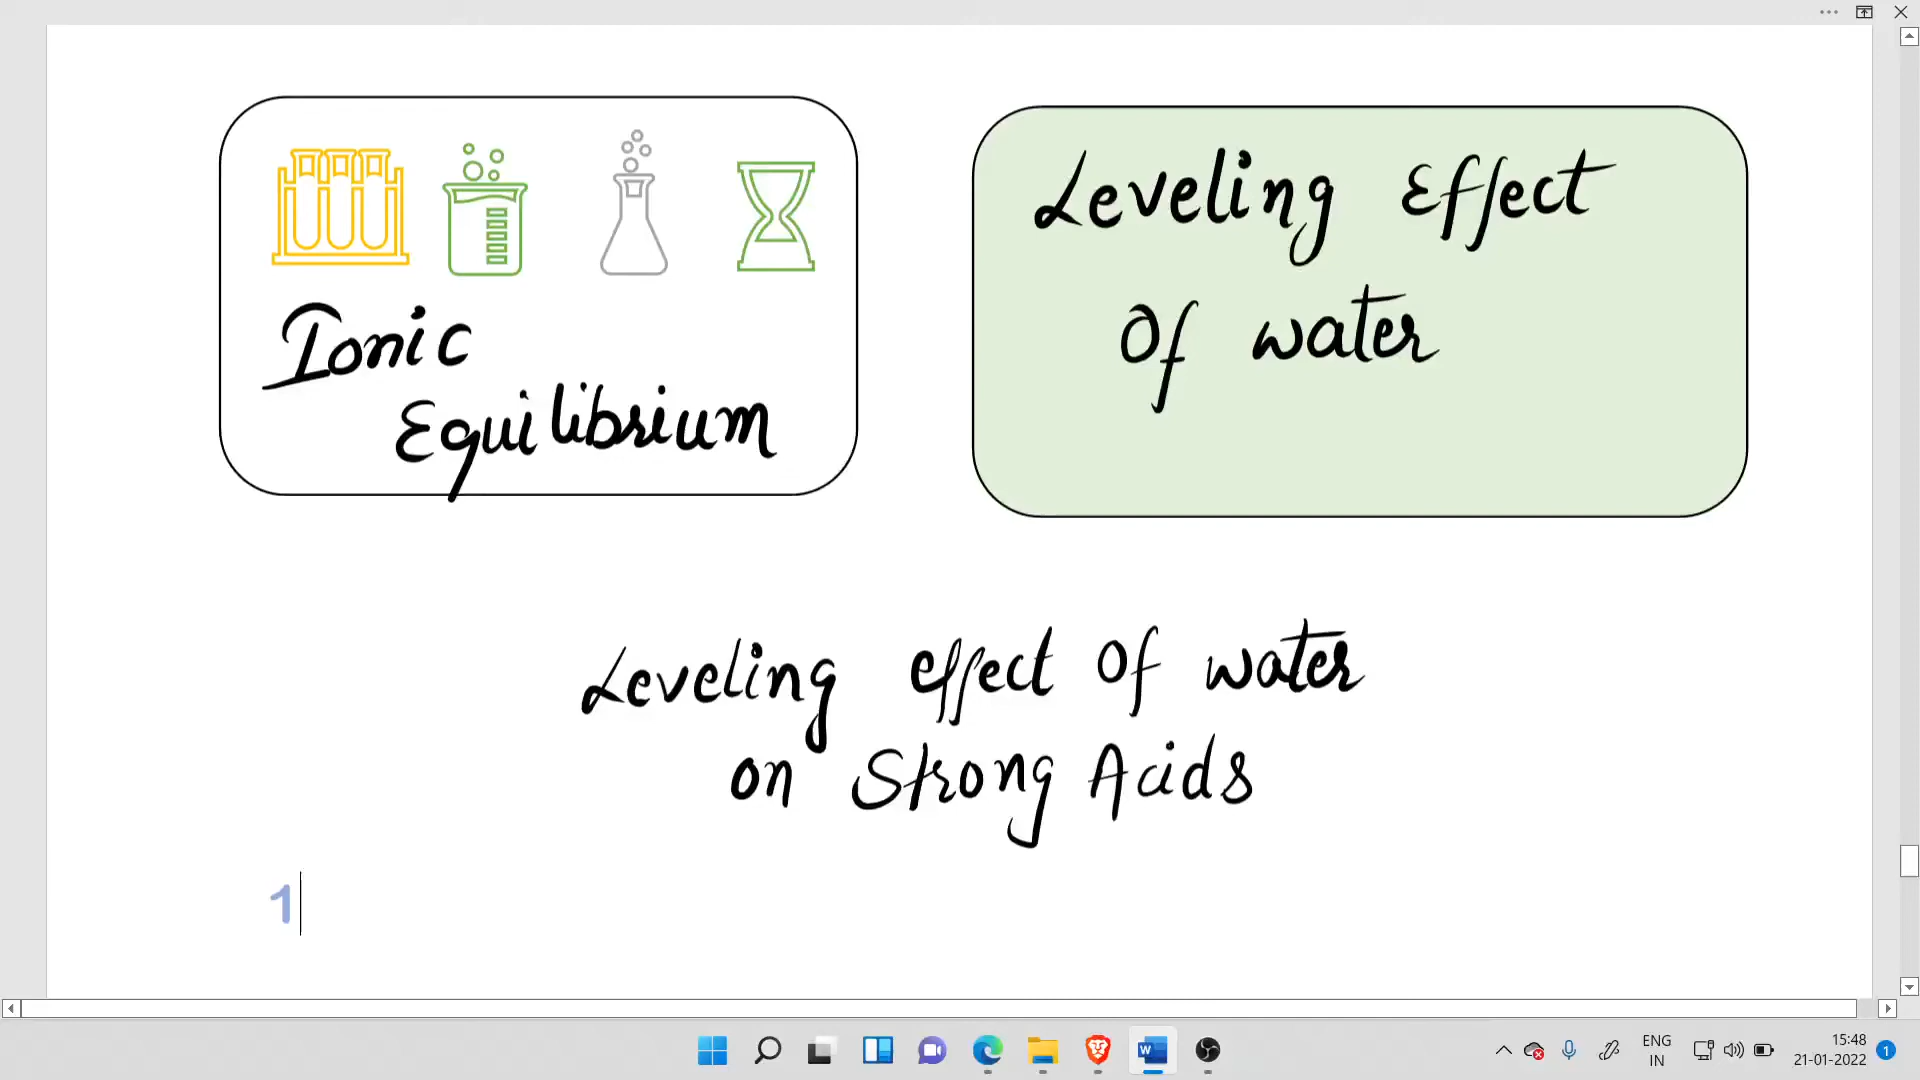 Ionic
Equilibrium
Leveling Effect
Of water
Leveling effect of water
on Strong Acids
1
ENG
IN
15:48
21-01-2022
1